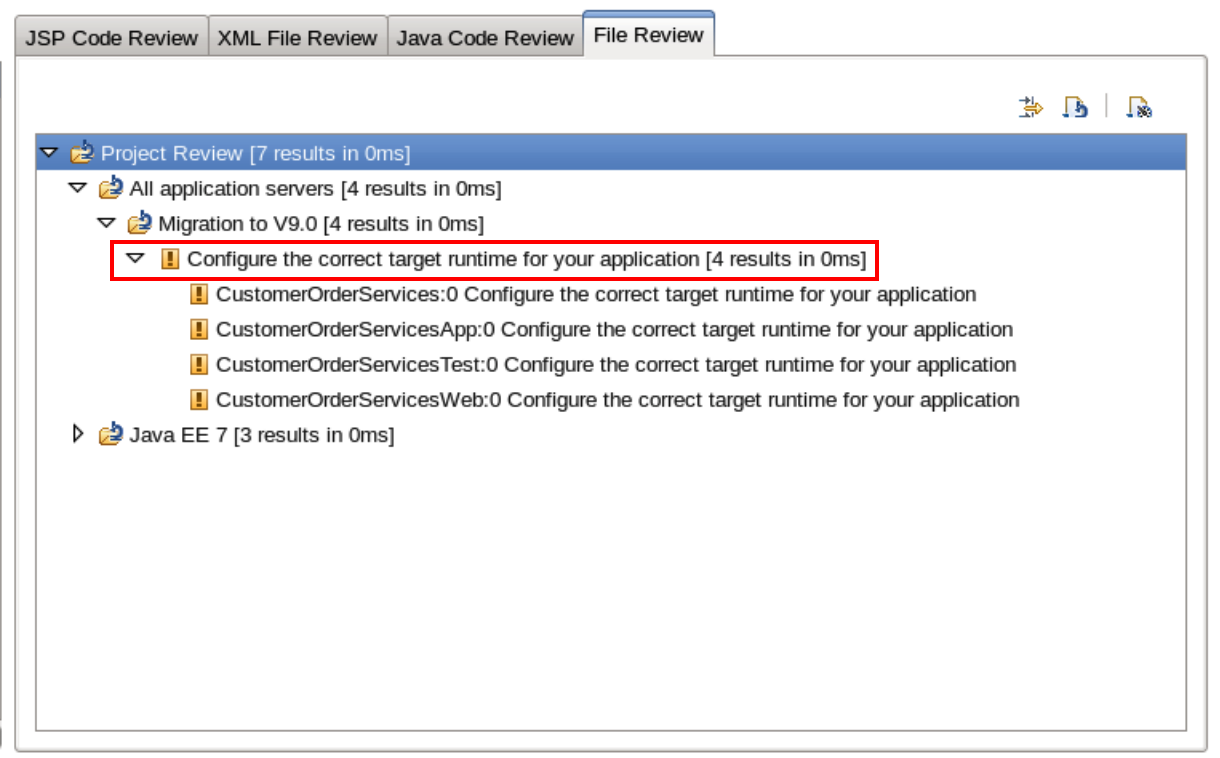 JSP Code Review XML File Review Java Code Review File Review
Project Review [7 results in 0ms]
All application servers [4 results in 0ms]
Migration to V9.0 [4 results in 0ms]
Configure the correct target runtime for your application [4 results in 0ms]
CustomerOrderServices:0 Configure the correct target runtime for your application
CustomerOrderServicesApp:0 Configure the correct target runtime for your application
CustomerOrderServicesTest:0 Configure the correct target runtime for your application
CustomerOrderServicesWeb:0 Configure the correct target runtime for your application
Java EE 7 [3 results in 0ms]